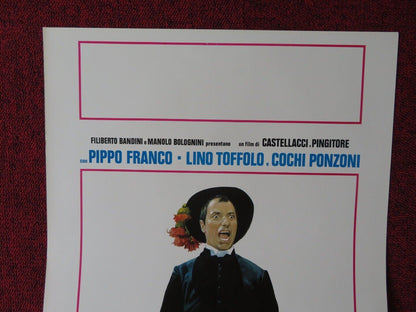 FILIBERTO BANDINI e MANOLO BOLOGNINI presentano un film di CASTELLACCI e PINGITORE
con PIPPO FRANCO - LINO TOFFOLO e COCHI PONZONI